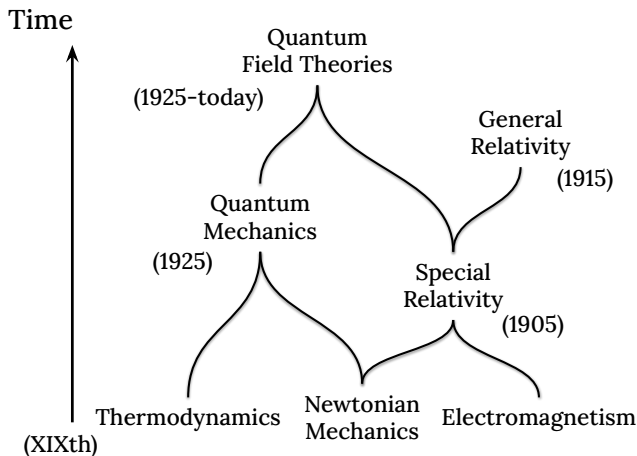 Time
Quantum
Field Theories
(1925-today)
General
Relativity
(1915)
Quantum
Mechanics
(1925)
Special
Relativity
(1905)
Thermodynamics
Newtonian
Mechanics
Electromagnetism
(XIXth)